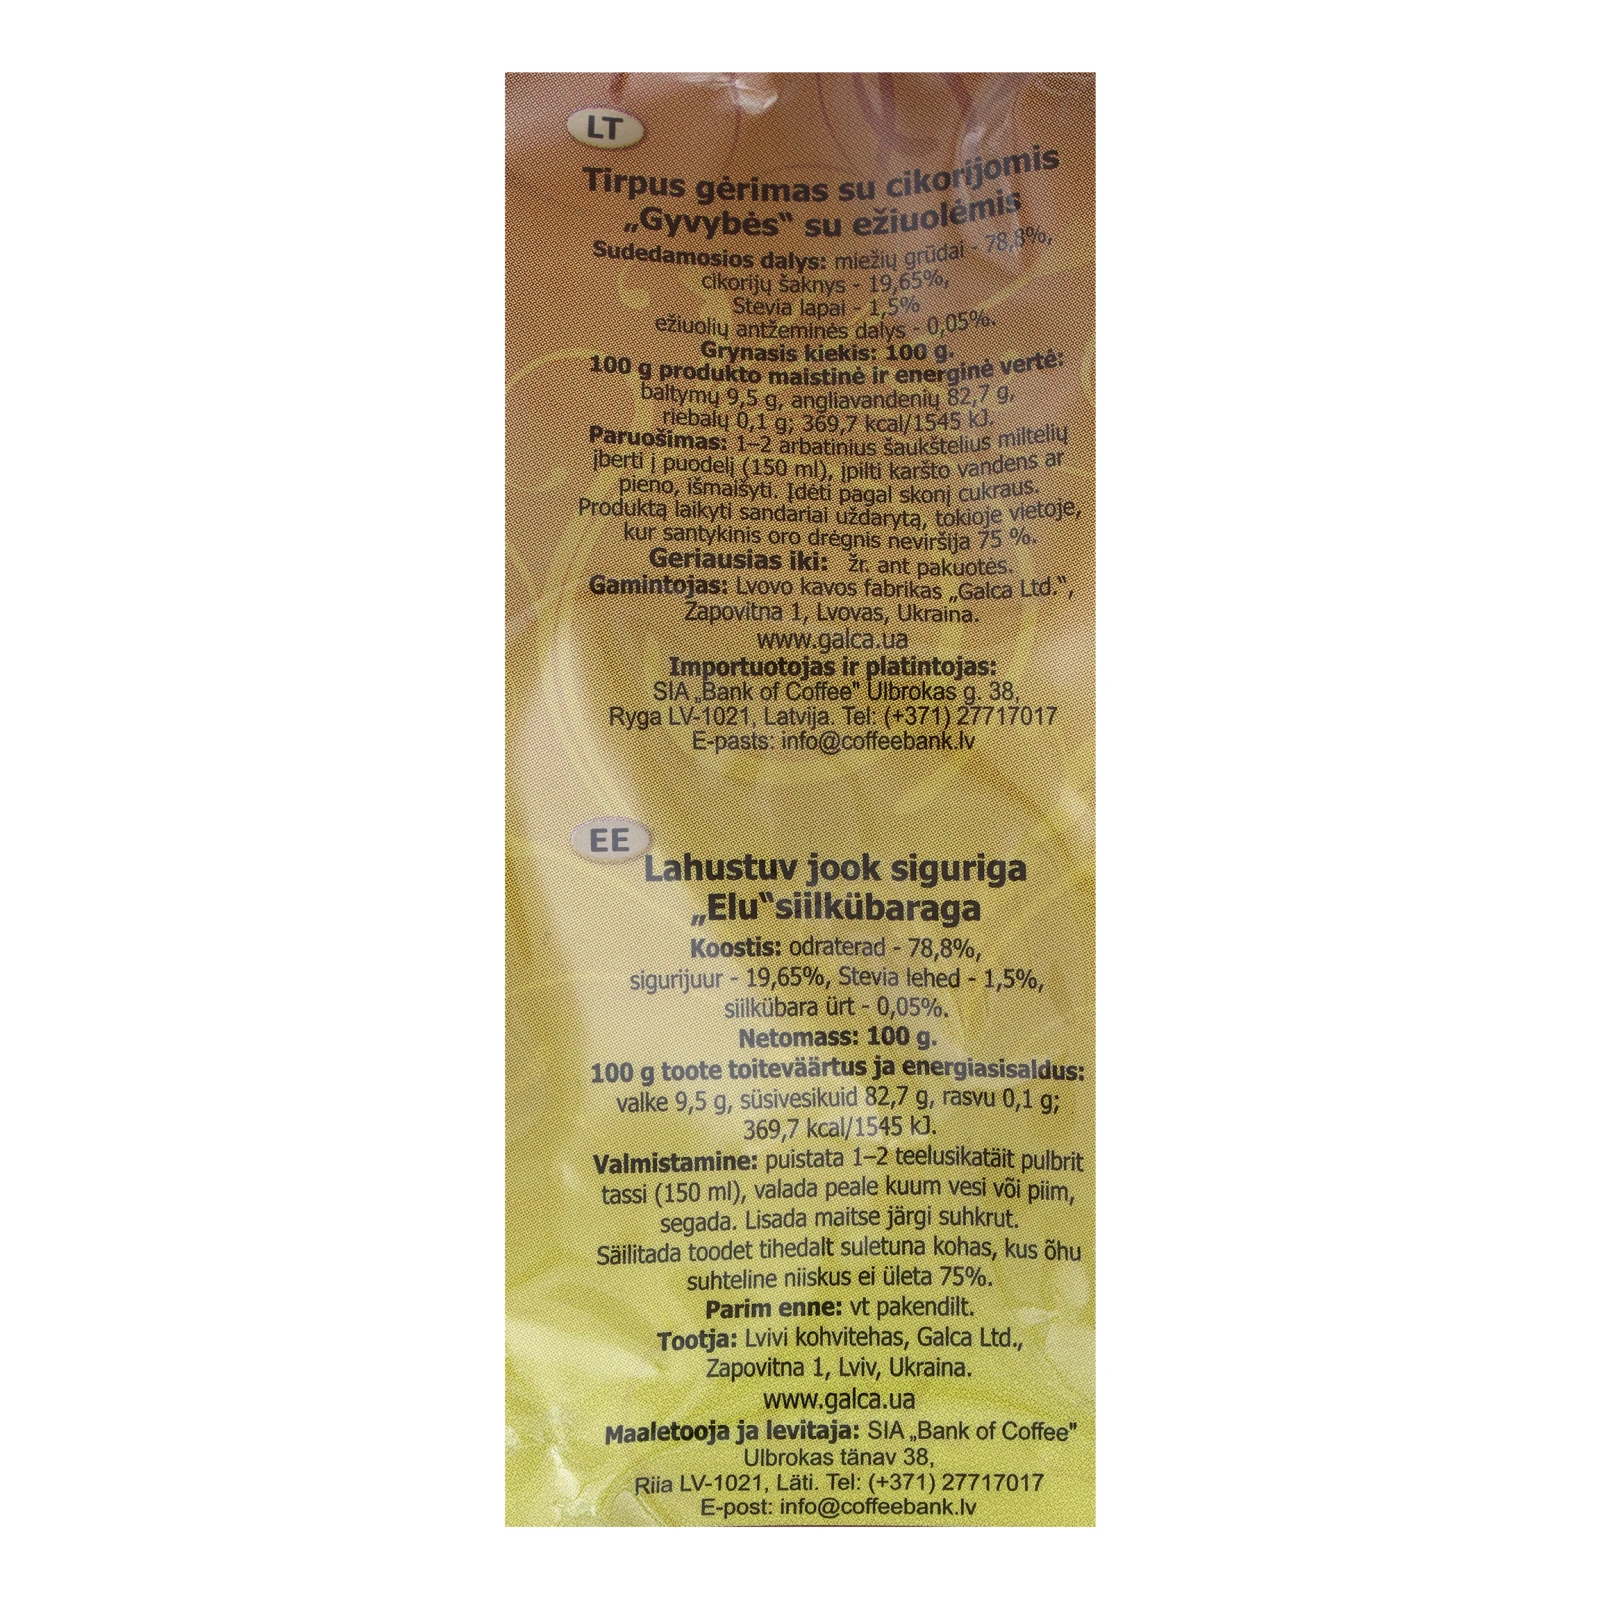 LT
Tirpus gėrimas su cikorijomis
„Gyvybės‟ su ežiuolėmis
Sudedamosios dalys: miežių grūdai - 78,8%,
cikorijų šaknys - 19,65%,
Stevia lapai - 1,5%
ežiuolių antžeminės dalys - 0,05%.
Grynasis kiekis: 100 g.
100 g produkto maistinė ir energinė vertė:
baltymų 9,5 g, angliavandenių 82,7 g,
riebalų 0,1 g; 369,7 kcal/1545 kJ.
Paruošimas: 1–2 arbatinius šaukštelius miltelių
įberti į puodelį (150 ml), įpilti karšto vandens ar
pieno, išmaišyti. Įdėti pagal skonį cukraus.
Produktą laikyti sandariai uždarytą, tokioje vietoje,
kur santykinis oro drėgnis neviršija 75 %.
Geriausias iki: žr. ant pakuotės.
Gamintojas: Lvovo kavos fabrikas „Galca Ltd.",
Zapovitna 1, Lvovas, Ukraina.
www.galca.ua
Importuotojas ir platintojas:
SIA „Bank of Coffee" Ulbrokas g. 38,
Ryga LV-1021, Latvija. Tel: (+371) 27717017
E-pasts: info@coffeebank.lv
EE
Lahustuv jook siguriga
„Elu‟siilkübaraga
Koostis: odraterad - 78,8%,
sigurijuur - 19,65%, Stevia lehed - 1,5%,
siilkübara ürt - 0,05%.
Netomass: 100 g.
100 g toote toiteväärtus ja energiasisaldus:
valke 9,5 g, süsivesikuid 82,7 g, rasvu 0,1 g;
369,7 kcal/1545 kJ.
Valmistamine: puistata 1–2 teelusikatäit pulbrit
tassi (150 ml), valada peale kuum vesi või piim,
segada. Lisada maitse järgi suhkrut.
Säilitada toodet tihedalt suletuna kohas, kus õhu
suhteline niiskus ei ületa 75%.
Parim enne: vt pakendilt.
Tootja: Lvivi kohvitehas, Galca Ltd.,
Zapovitna 1, Lviv, Ukraina.
www.galca.ua
Maaletooja ja levitaja: SIA „Bank of Coffee"
Ulbrokas tänav 38,
Riia LV-1021, Läti. Tel: (+371) 27717017
E-post: info@coffeebank.lv